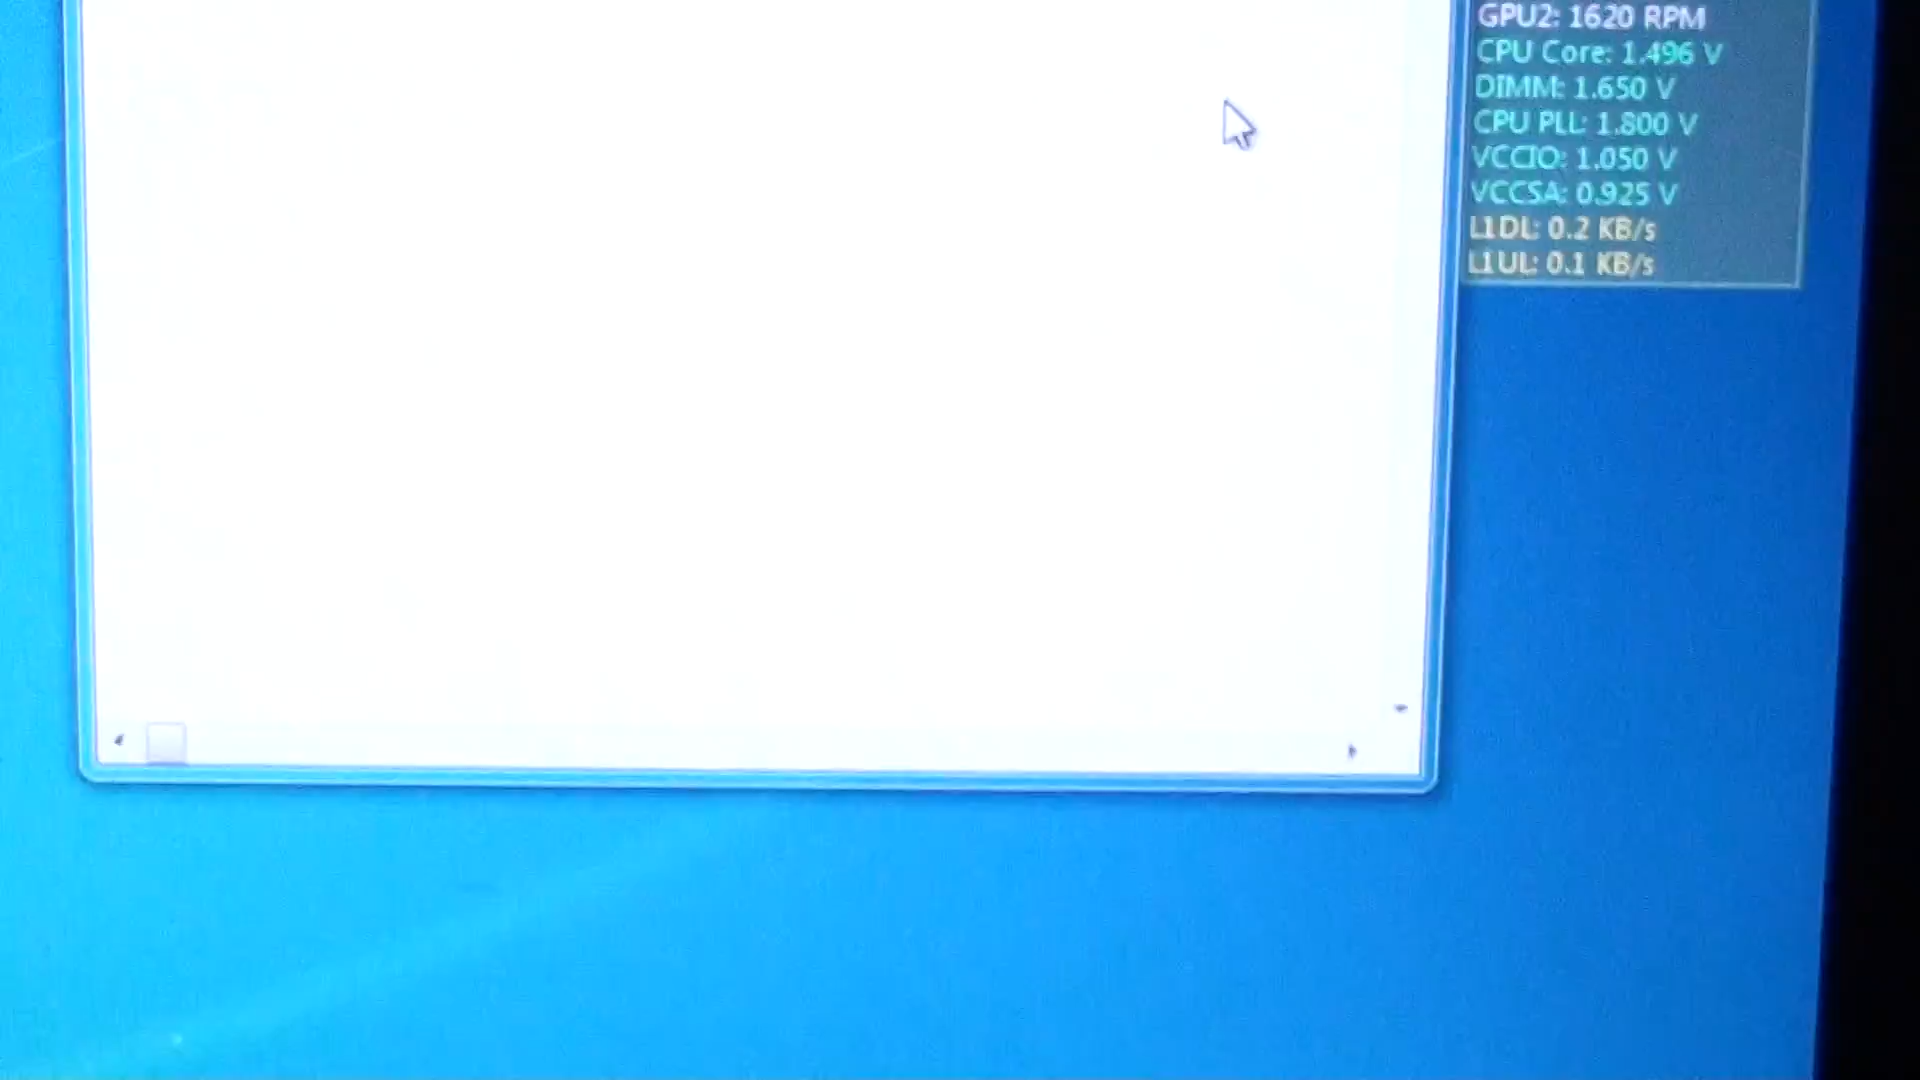 GPU2: 1620 RPM
CPU Core: 1.496 V
DIMM: 1.650 V
CPU PLL: 1.800 V
VCCIO: 1.050 V
VCCSA: 0.925 V
L1DL: 0.2 KB/s
L1UL: 0.1 KB/s